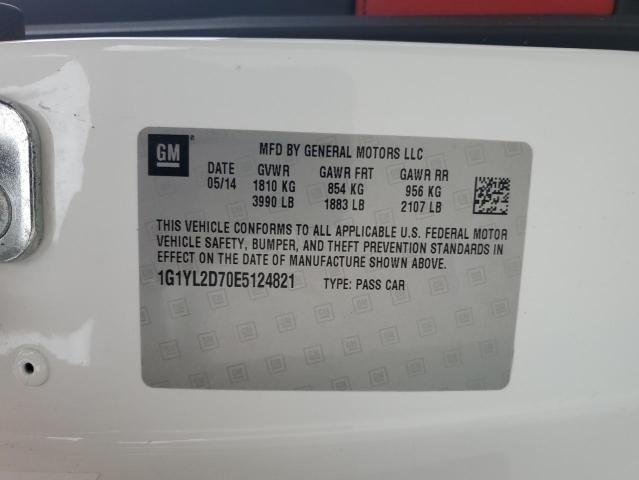 GM ®
MFD BY GENERAL MOTORS LLC
DATE GVWR GAWR FRT GAWR RR
05/14 1810 KG 854 KG 956 KG
3990 LB 1883 LB 2107 LB
THIS VEHICLE CONFORMS TO ALL APPLICABLE U.S. FEDERAL MOTOR
VEHICLE SAFETY, BUMPER, AND THEFT PREVENTION STANDARDS IN
EFFECT ON THE DATE OF MANUFACTURE SHOWN ABOVE.
1G1YL2D70E5124821 TYPE: PASS CAR